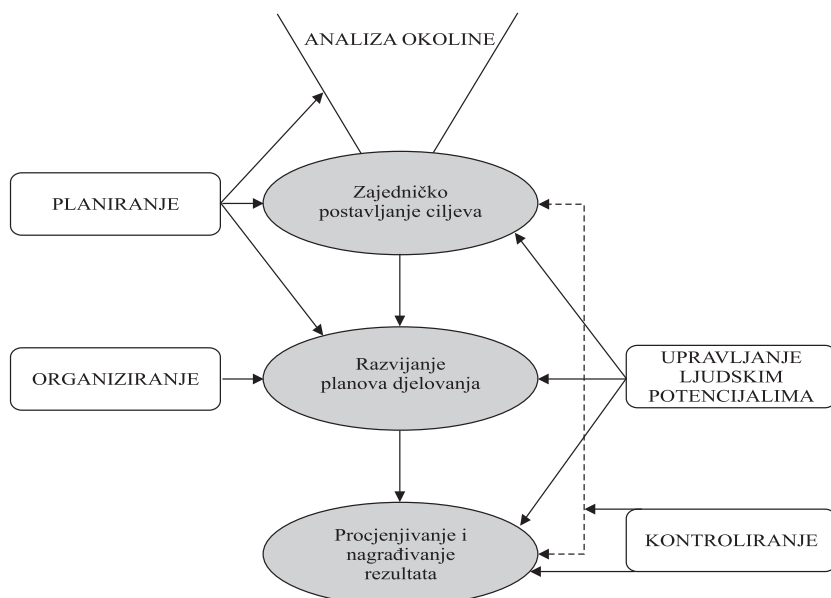 ANALIZA OKOLINE
PLANIRANJE
Zajedničko
postavljanje ciljeva
ORGANIZIRANJE
Razvijanje
planova djelovanja
UPRAVLJANJE
LJUDSKIM
POTENCIJALIMA
Procjenjivanje i
nagrađivanje
rezultata
KONTROLIRANJE